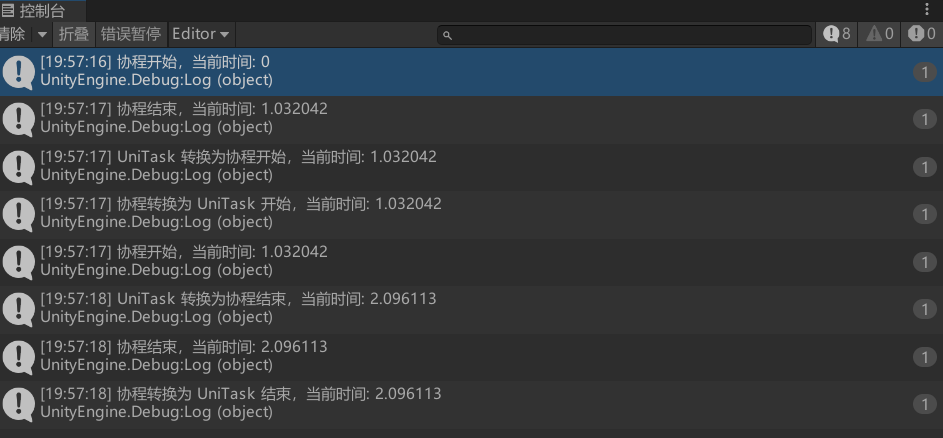 控制台
清除 折叠 错误暂停 Editor 8 0 0
[19:57:16] 协程开始，当前时间: 0
UnityEngine.Debug:Log (object)
1
[19:57:17] 协程结束，当前时间: 1.032042
UnityEngine.Debug:Log (object)
1
[19:57:17] UniTask 转换为协程开始，当前时间: 1.032042
UnityEngine.Debug:Log (object)
1
[19:57:17] 协程转换为 UniTask 开始，当前时间: 1.032042
UnityEngine.Debug:Log (object)
1
[19:57:17] 协程开始，当前时间: 1.032042
UnityEngine.Debug:Log (object)
1
[19:57:18] UniTask 转换为协程结束，当前时间: 2.096113
UnityEngine.Debug:Log (object)
1
[19:57:18] 协程结束，当前时间: 2.096113
UnityEngine.Debug:Log (object)
1
[19:57:18] 协程转换为 UniTask 结束，当前时间: 2.096113
UnityEngine.Debug:Log (object)
1